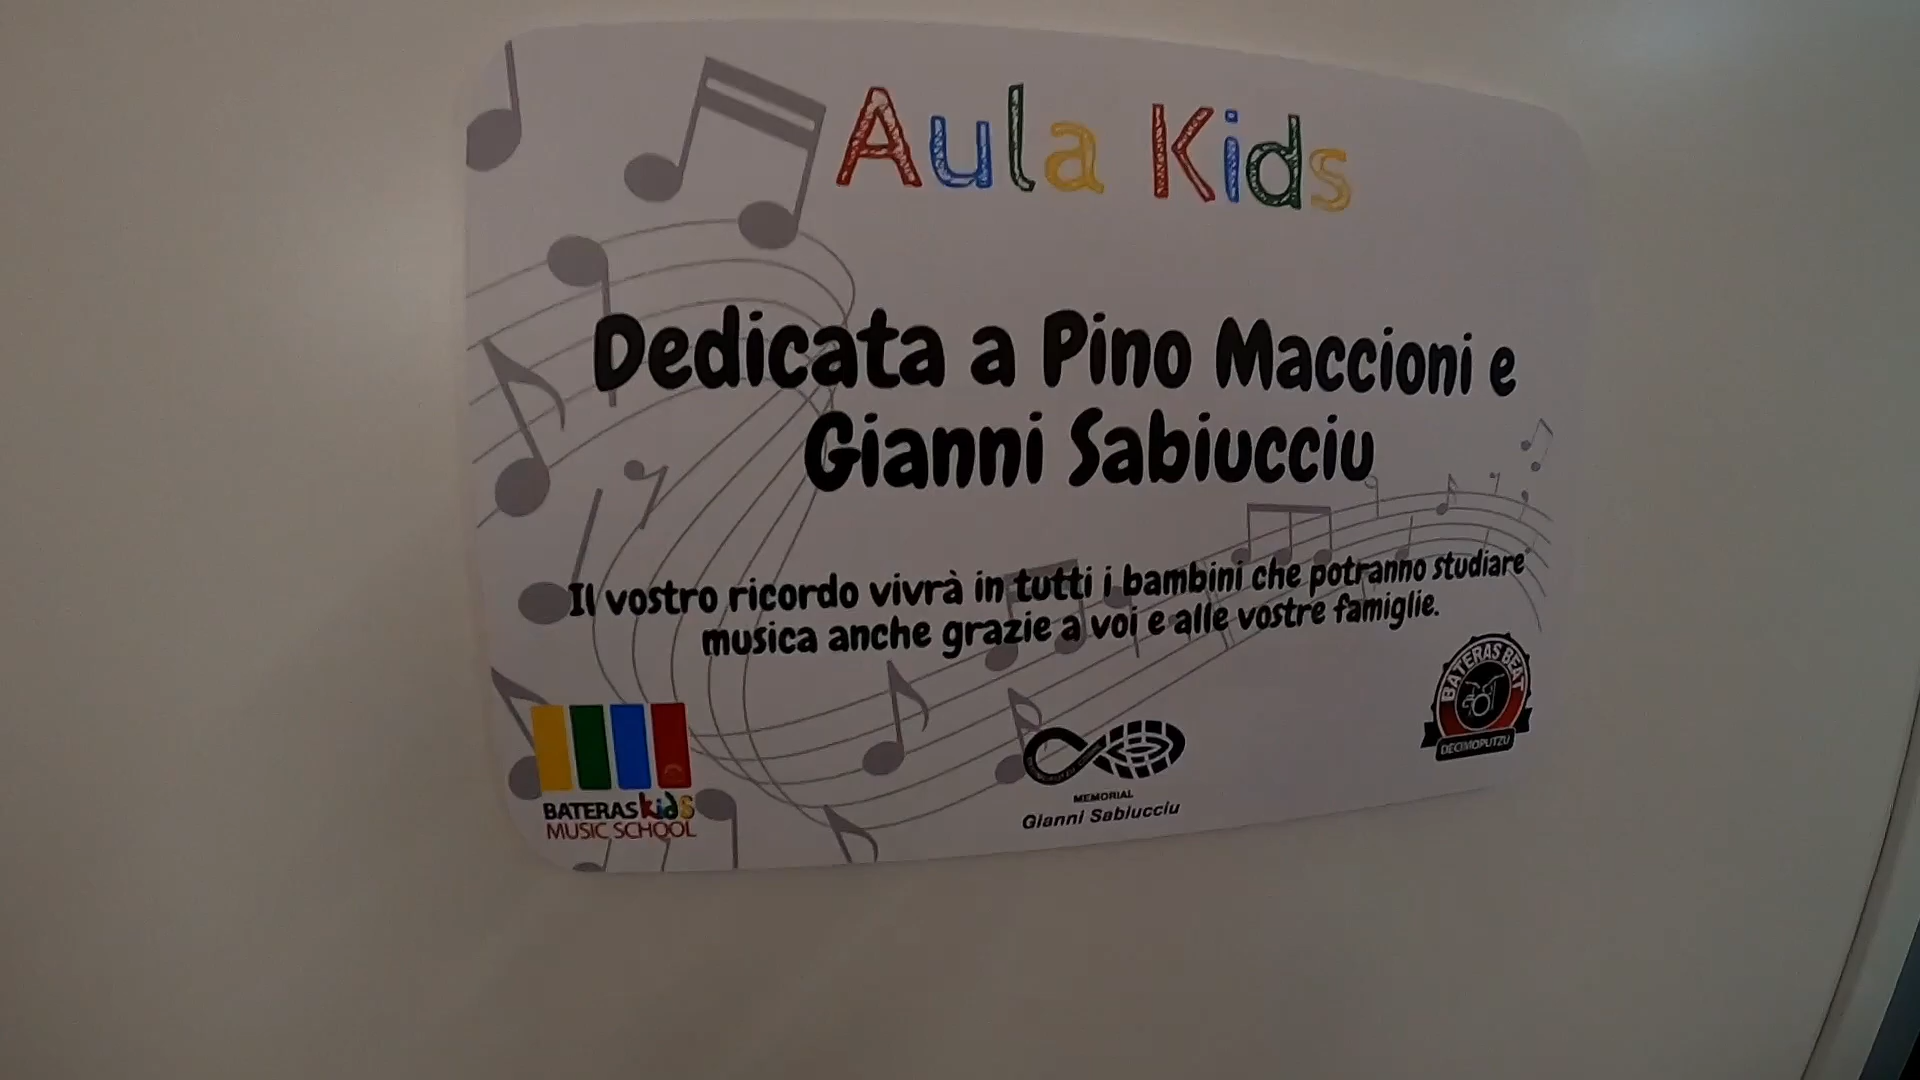 Aula Kids
Dedicata a Pino Maccioni e
Gianni Sabiucciu
Il vostro ricordo vivrà in tutti i bambini che potranno studiare
musica anche grazie a voi e alle vostre famiglie.
BATERAS kids
MUSIC SCHOOL
MEMORIAL
Gianni Sabiucciu
BATERAS BEAT
DECIMOPUTZU